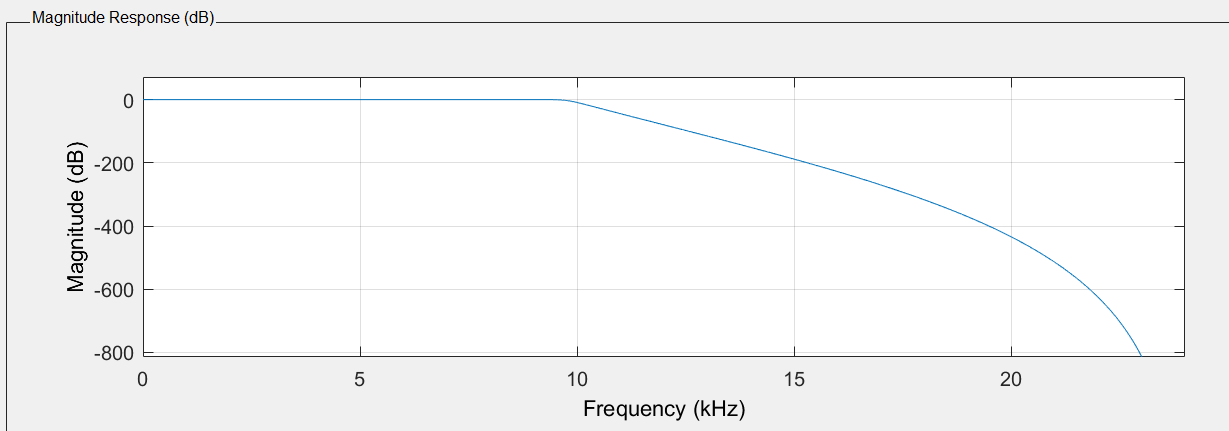 Magnitude Response (dB)
0
-200
-400
-600
-800
Magnitude (dB)
0 5 10 15 20
Frequency (kHz)